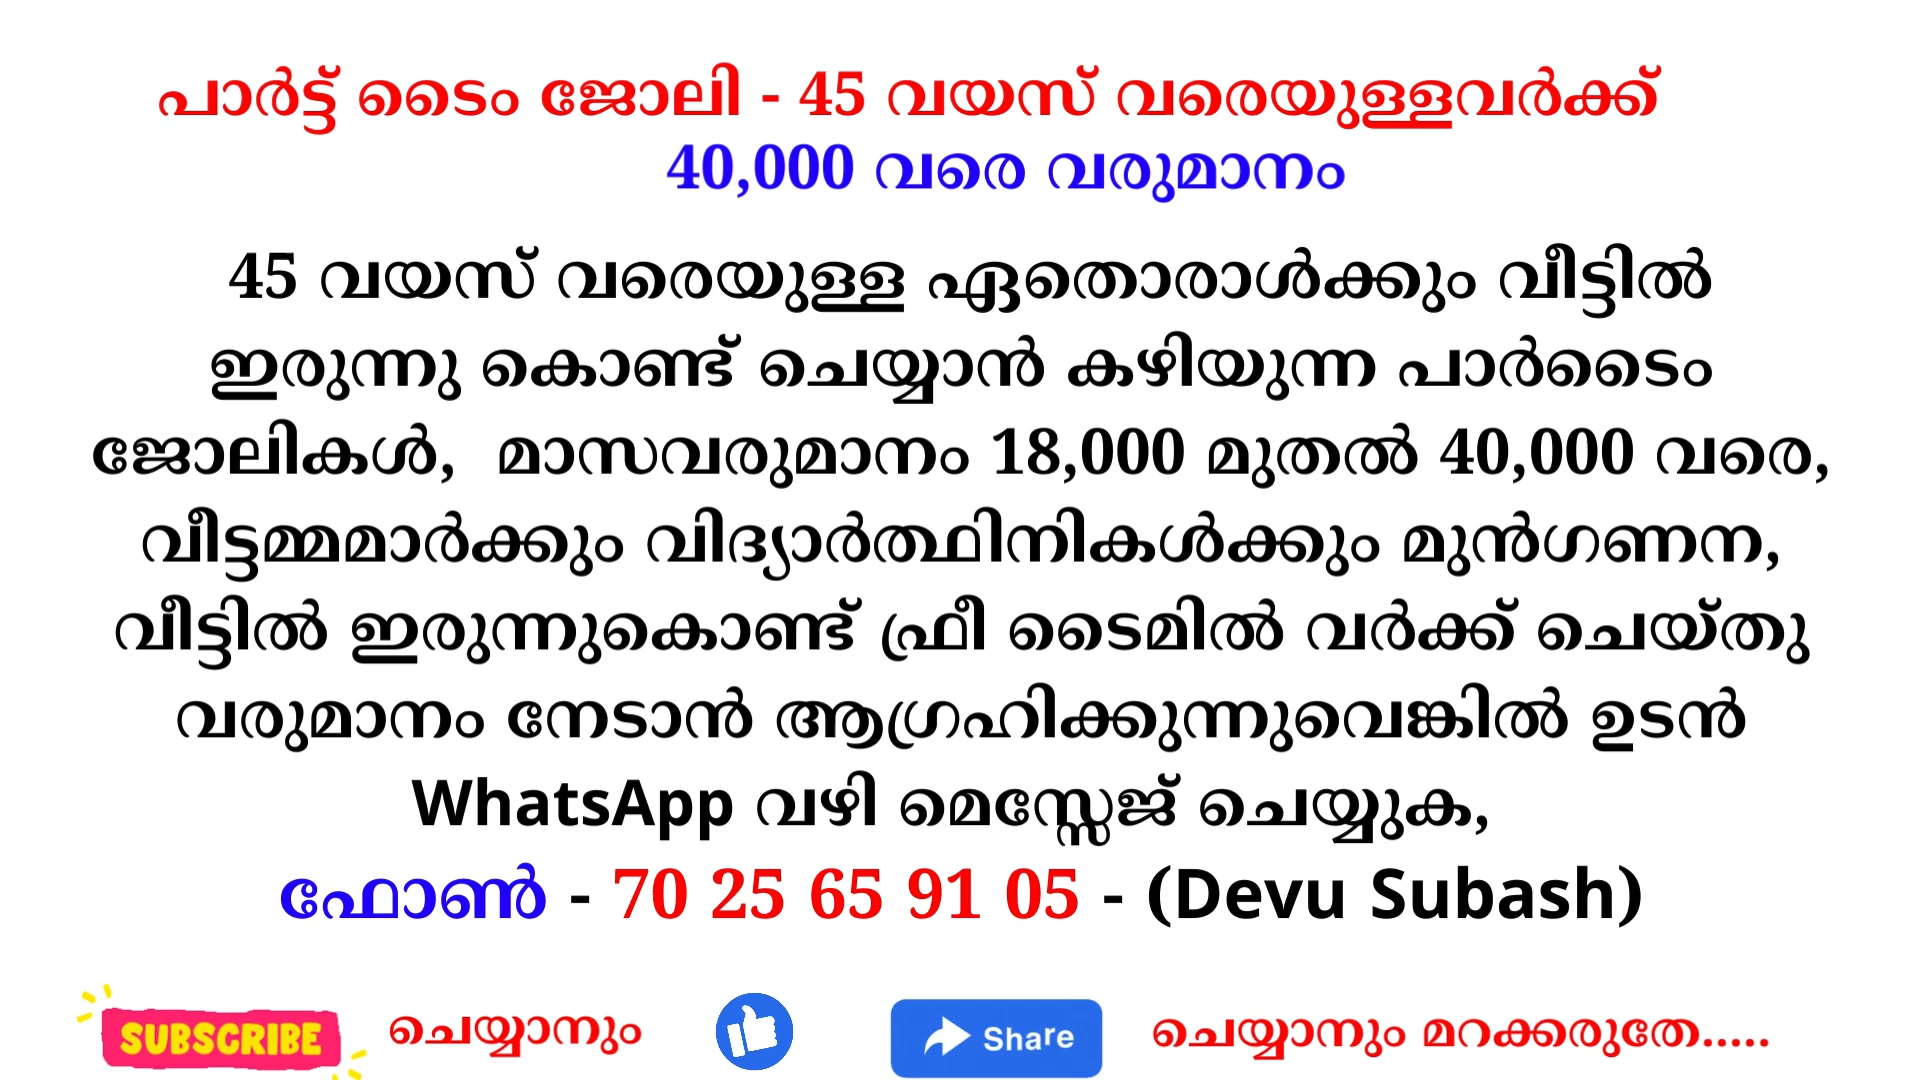 പാർട്ട് ടൈം ജോലി - 45 വയസ് വരെയുള്ളവർക്ക്
40,000 വരെ വരുമാനം
45 വയസ് വരെയുള്ള ഏതൊരാൾക്കും വീട്ടിൽ
ഇരുന്നു കൊണ്ട് ചെയ്യാൻ കഴിയുന്ന പാർടൈം
ജോലികൾ, മാസവരുമാനം 18,000 മുതൽ 40,000 വരെ,
വീട്ടമ്മമാർക്കും വിദ്യാർത്ഥിനികൾക്കും മുൻഗണന,
വീട്ടിൽ ഇരുന്നുകൊണ്ട് ഫ്രീ ടൈമിൽ വർക്ക് ചെയ്തു
വരുമാനം നേടാൻ ആഗ്രഹിക്കുന്നുവെങ്കിൽ ഉടൻ
WhatsApp വഴി മെസ്സേജ് ചെയ്യുക,
ഫോൺ - 70 25 65 91 05 - (Devu Subash)
SUBSCRIBE ചെയ്യാനും Share ചെയ്യാനും മറക്കരുതേ.....